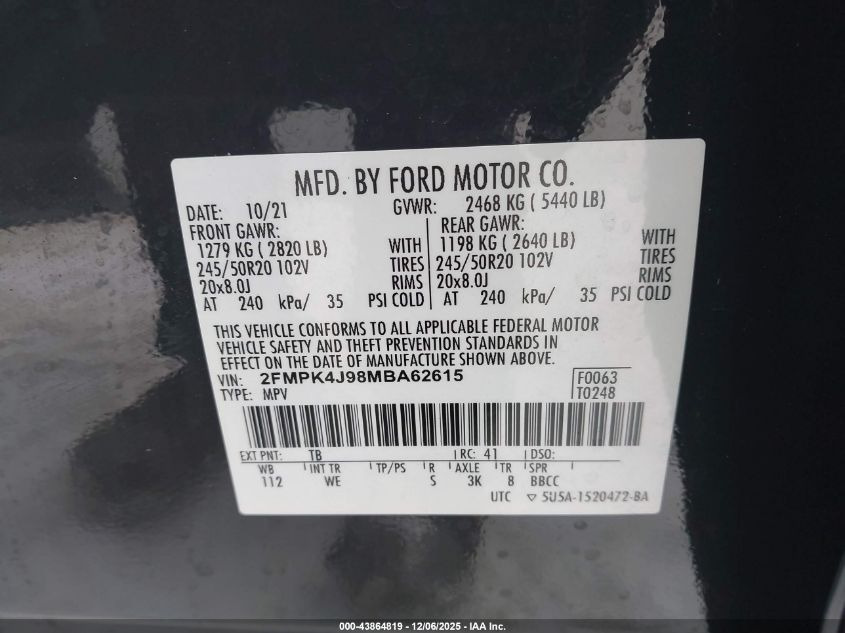 MFD. BY FORD MOTOR CO.
DATE: 10/21 GVWR: 2468 KG ( 5440 LB)
FRONT GAWR: REAR GAWR:
1279 KG ( 2820 LB) WITH 1198 KG ( 2640 LB) WITH
245/50R20 102V TIRES 245/50R20 102V TIRES
20x8.0J RIMS 20x8.0J RIMS
AT 240 kPa/ 35 PSI COLD AT 240 kPa/ 35 PSI COLD
THIS VEHICLE CONFORMS TO ALL APPLICABLE FEDERAL MOTOR
VEHICLE SAFETY AND THEFT PREVENTION STANDARDS IN
EFFECT ON THE DATE OF MANUFACTURE SHOWN ABOVE.
VIN: 2FMPK4J98MBA62615 F0063
TYPE: MPV T0248
EXT PNT: TB RC: 41 DSO:
WB INT TR TP/PS R AXLE TR SPR
112 WE S 3K 8 BBCC
UTC ▽ 5U5A-1520472-BA
000-43864819 - 12/06/2025 - IAA Inc.